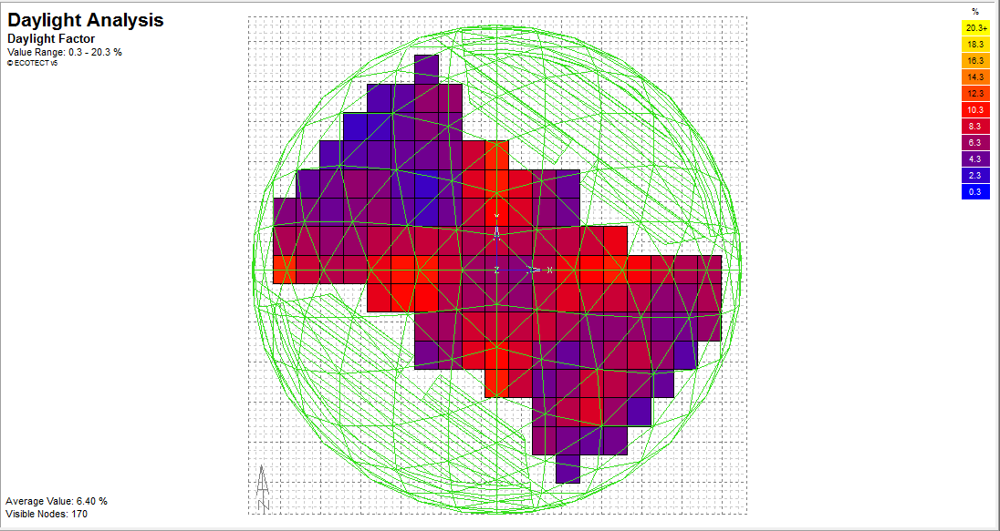 Daylight Analysis
Daylight Factor
Value Range: 0.3 - 20.3 %
© ECOTECT v5
%
20.3+
18.3
16.3
14.3
12.3
10.3
8.3
6.3
4.3
2.3
0.3
Y
Z
X
N
Average Value: 6.40 %
Visible Nodes: 170